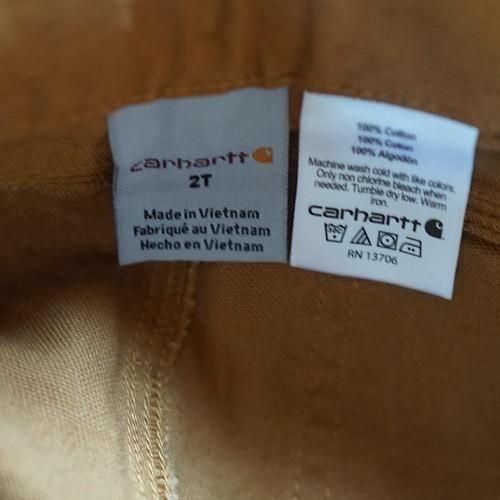 carhartt
2T
Made in Vietnam
Fabriqué au Vietnam
Hecho en Vietnam
100% Cotton
100% Coton
100% Algodón
Machine wash cold with like colors.
Only non chlorine bleach when
needed. Tumble dry low. Warm
iron.
carhartt
RN 13706